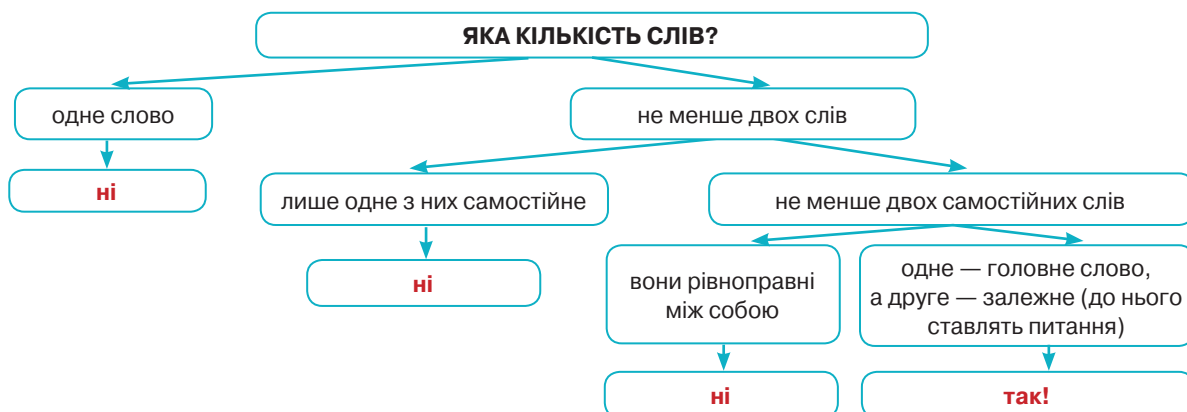 ЯКА КІЛЬКІСТЬ СЛІВ?
одне слово
не менше двох слів
ні
лише одне з них самостійне
не менше двох самостійних слів
ні
вони рівноправні
між собою
одне — головне слово,
а друге — залежне (до нього
ставлять питання)
ні
так!